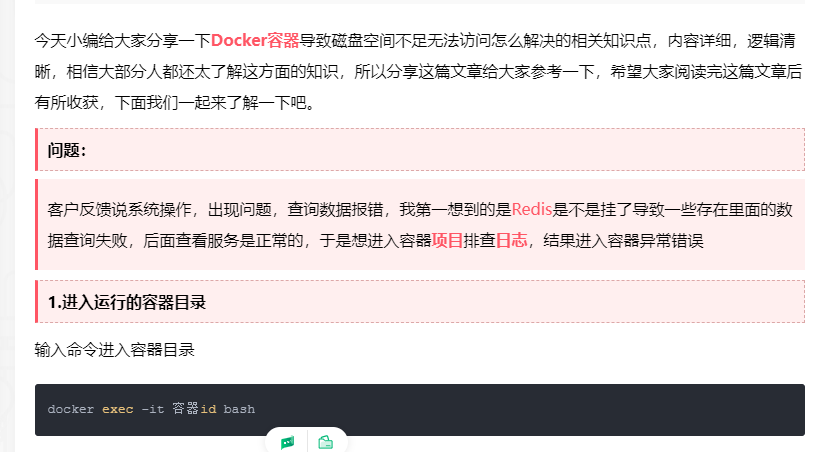 今天小编给大家分享一下Docker容器导致磁盘空间不足无法访问怎么解决的相关知识点，内容详细，逻辑清
晰，相信大部分人都还太了解这方面的知识，所以分享这篇文章给大家参考一下，希望大家阅读完这篇文章后
有所收获，下面我们一起来了解一下吧。
问题：
客户反馈说系统操作，出现问题，查询数据报错，我第一想到的是Redis是不是挂了导致一些存在里面的数
据查询失败，后面查看服务是正常的，于是想进入容器项目排查日志，结果进入容器异常错误
1.进入运行的容器目录
输入命令进入容器目录
docker exec -it 容器id bash